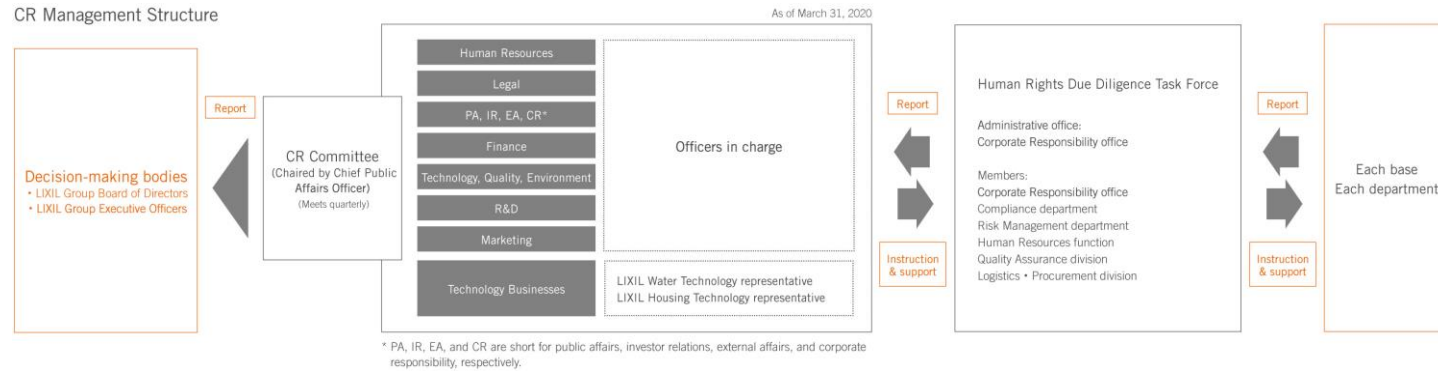 CR Management Structure
As of March 31, 2020
Decision-making bodies
• LIXIL Group Board of Directors
• LIXIL Group Executive Officers
Report
CR Committee
(Chaired by Chief Public
Affairs Officer)
(Meets quarterly)
Human Resources
Legal
PA, IR, EA, CR*
Finance
Technology, Quality, Environment
R&D
Marketing
Technology Businesses
Officers in charge
LIXIL Water Technology representative
LIXIL Housing Technology representative
Report
Instruction
& support
Human Rights Due Diligence Task Force
Administrative office:
Corporate Responsibility office
Members:
Corporate Responsibility office
Compliance department
Risk Management department
Human Resources function
Quality Assurance division
Logistics • Procurement division
Report
Instruction
& support
Each base
Each department
* PA, IR, EA, and CR are short for public affairs, investor relations, external affairs, and corporate
responsibility, respectively.